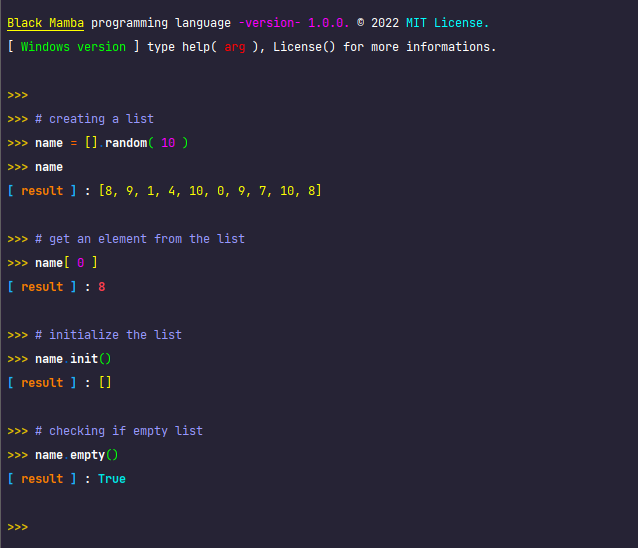 Black Mamba programming language -version- 1.0.0. © 2022 MIT License.
[ Windows version ] type help( arg ), License() for more informations.
>>>
>>> # creating a list
>>> name = [].random( 10 )
>>> name
[ result ] : [8, 9, 1, 4, 10, 0, 9, 7, 10, 8]
>>> # get an element from the list
>>> name[ 0 ]
[ result ] : 8
>>> # initialize the list
>>> name.init()
[ result ] : []
>>> # checking if empty list
>>> name.empty()
[ result ] : True
>>>